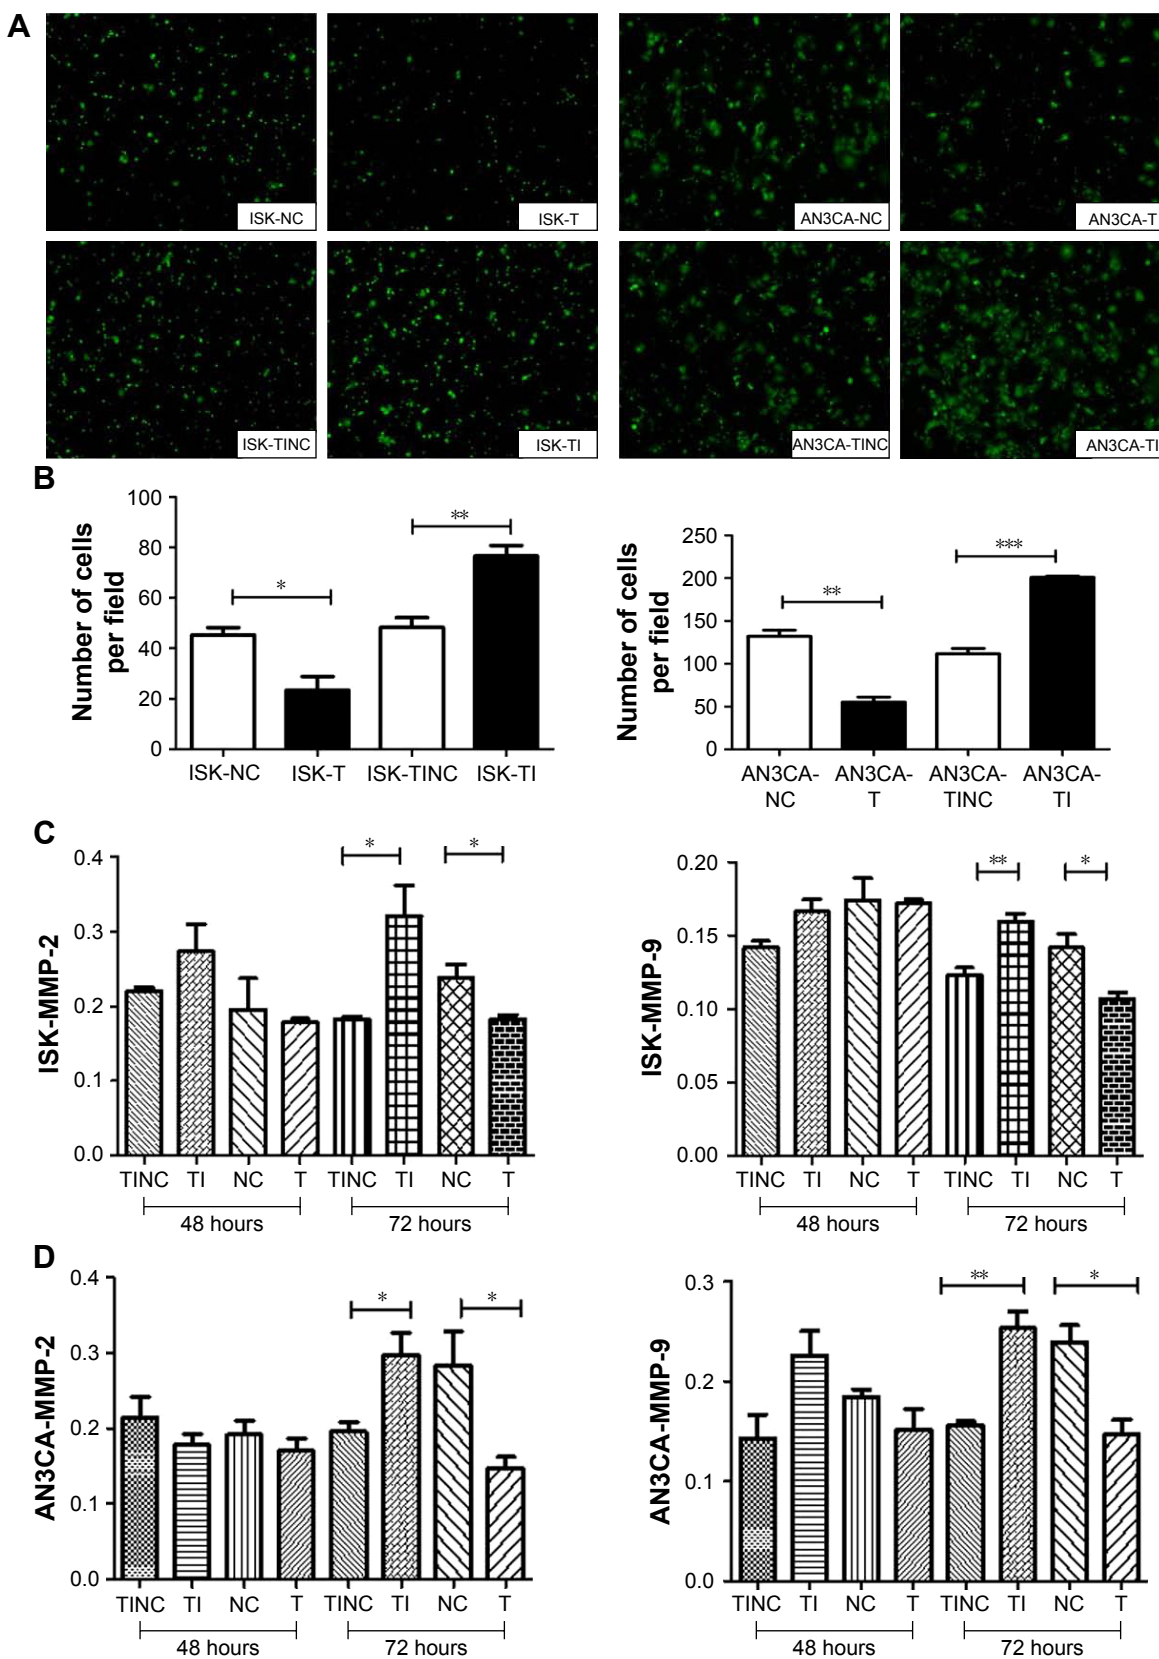 A
ISK-NC
ISK-T
AN3CA-NC
AN3CA-T
ISK-TINC
ISK-TI
AN3CA-TINC
AN3CA-TI
B
Number of cells
per field
100
80
60
40
20
0
*
**
ISK-NC
ISK-T
ISK-TINC
ISK-TI
Number of cells
per field
250
200
150
100
50
0
**
***
AN3CA-
NC
AN3CA-
T
AN3CA-
TINC
AN3CA-
TI
C
ISK-MMP-2
0.4
0.3
0.2
0.1
0.0
*
*
TINC TI NC T TINC TI NC T
48 hours 72 hours
ISK-MMP-9
0.20
0.15
0.10
0.05
0.00
**
*
TINC TI NC T TINC TI NC T
48 hours 72 hours
D
AN3CA-MMP-2
0.4
0.3
0.2
0.1
0.0
*
*
TINC TI NC T TINC TI NC T
48 hours 72 hours
AN3CA-MMP-9
0.3
0.2
0.1
0.0
**
*
TINC TI NC T TINC TI NC T
48 hours 72 hours